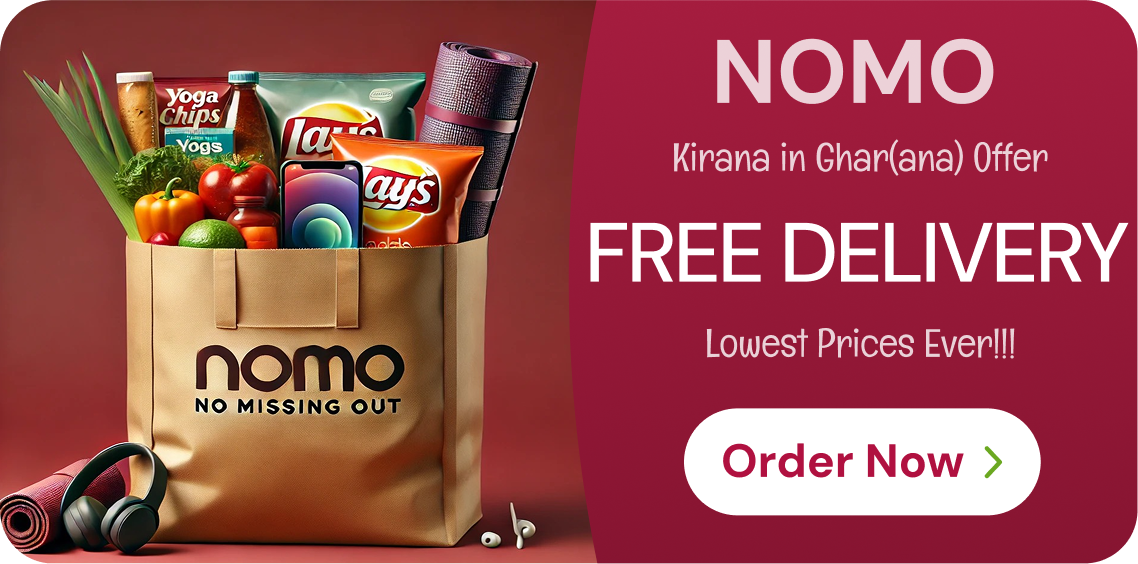 Yoga
Chips
Yogs
Lay's
Lay's
nomo
NO MISSING OUT
NOMO
Kirana in Ghar(ana) Offer
FREE DELIVERY
Lowest Prices Ever!!!
Order Now